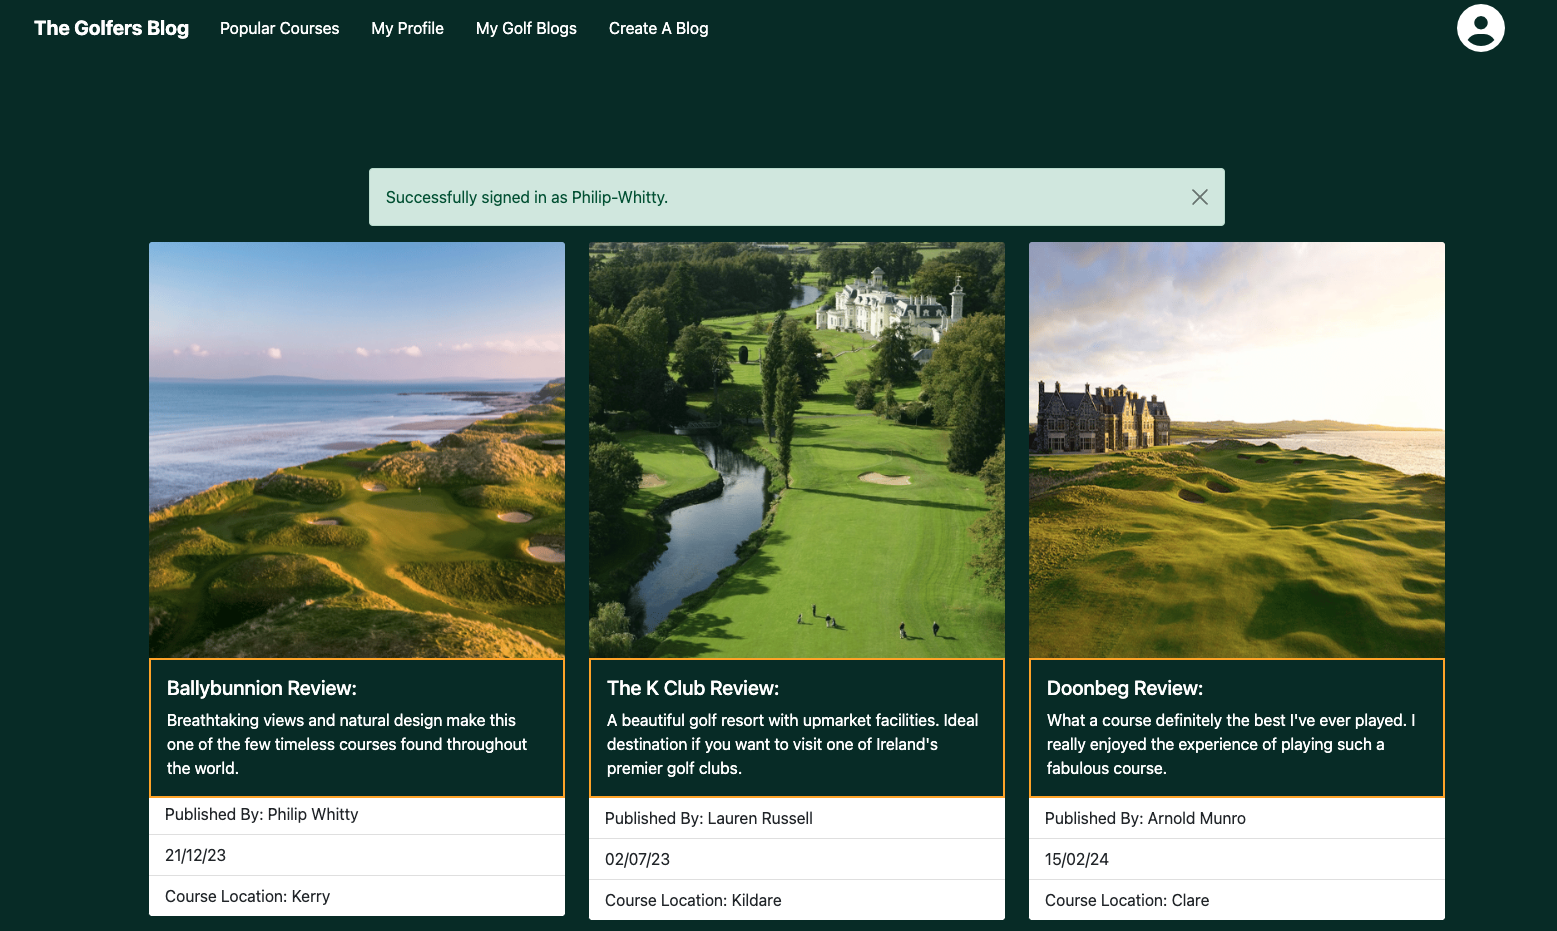 The Golfers Blog
Popular Courses
My Profile
My Golf Blogs
Create A Blog
Successfully signed in as Philip-Whitty.
Ballybunnion Review:
Breathtaking views and natural design make this
one of the few timeless courses found throughout
the world.
Published By: Philip Whitty
21/12/23
Course Location: Kerry
The K Club Review:
A beautiful golf resort with upmarket facilities. Ideal
destination if you want to visit one of Ireland's
premier golf clubs.
Published By: Lauren Russell
02/07/23
Course Location: Kildare
Doonbeg Review:
What a course definitely the best I've ever played. I
really enjoyed the experience of playing such a
fabulous course.
Published By: Arnold Munro
15/02/24
Course Location: Clare